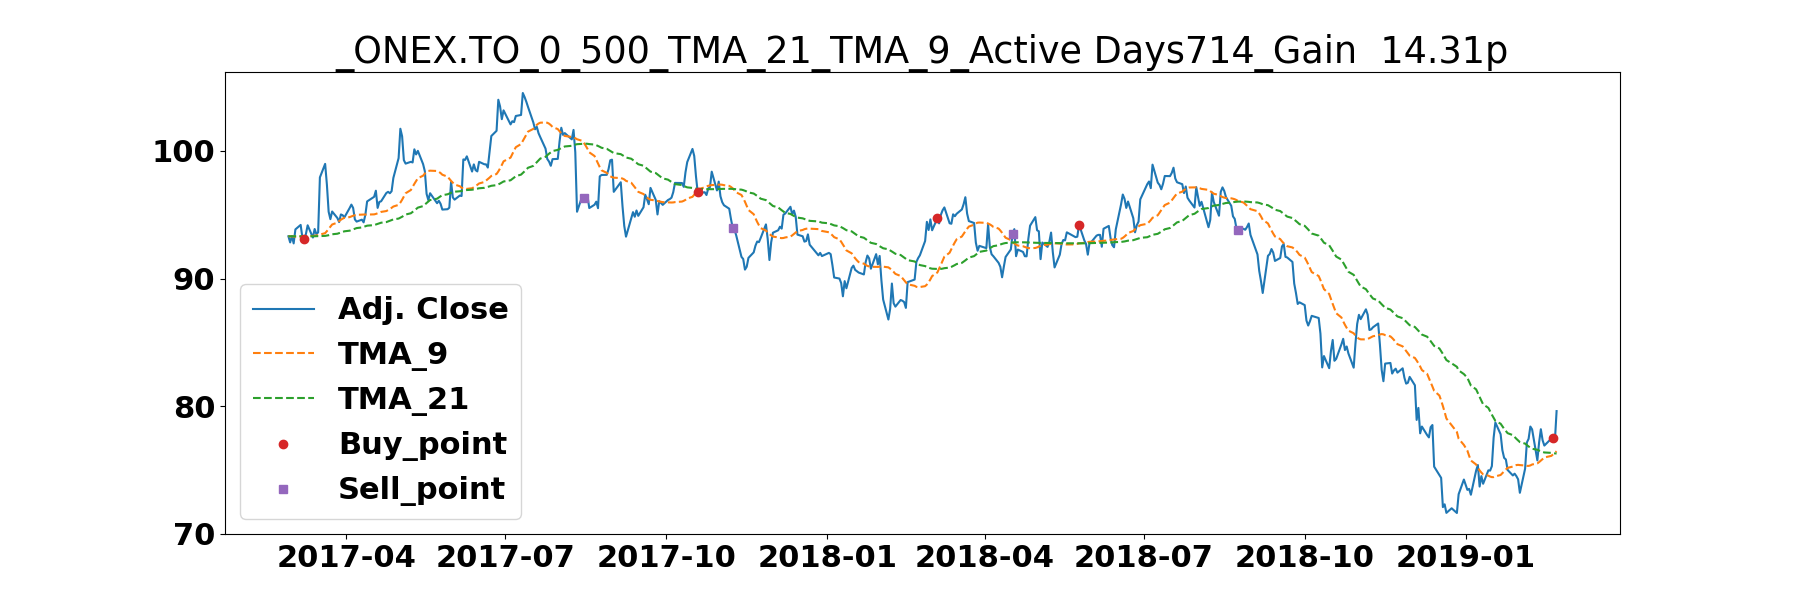 _ONEX.TO_0_500_TMA_21_TMA_9_Active Days714_Gain  14.31p
100
90
80
70
Adj. Close
TMA_9
TMA_21
Buy_point
Sell_point
2017-04 2017-07 2017-10 2018-01 2018-04 2018-07 2018-10 2019-01